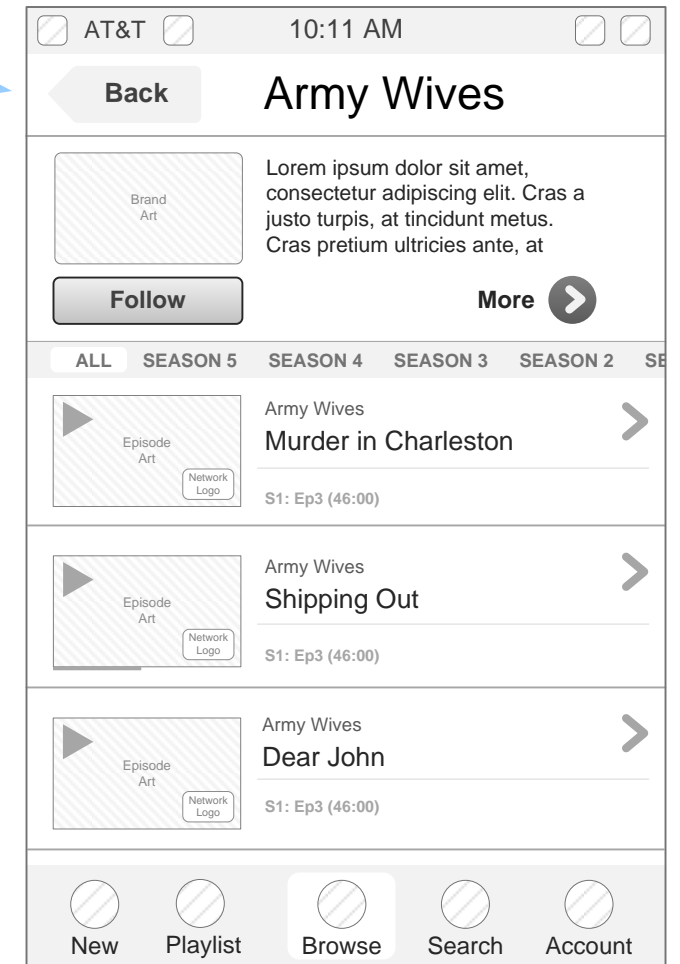 AT&T 10:11 AM
Back Army Wives
Brand
Art
Lorem ipsum dolor sit amet,
consectetur adipiscing elit. Cras a
justo turpis, at tincidunt metus.
Cras pretium ultricies ante, at
Follow More
ALL SEASON 5 SEASON 4 SEASON 3 SEASON 2 SE
Episode
Art
Network
Logo
Army Wives
Murder in Charleston
S1: Ep3 (46:00)
Episode
Art
Network
Logo
Army Wives
Shipping Out
S1: Ep3 (46:00)
Episode
Art
Network
Logo
Army Wives
Dear John
S1: Ep3 (46:00)
New Playlist Browse Search Account